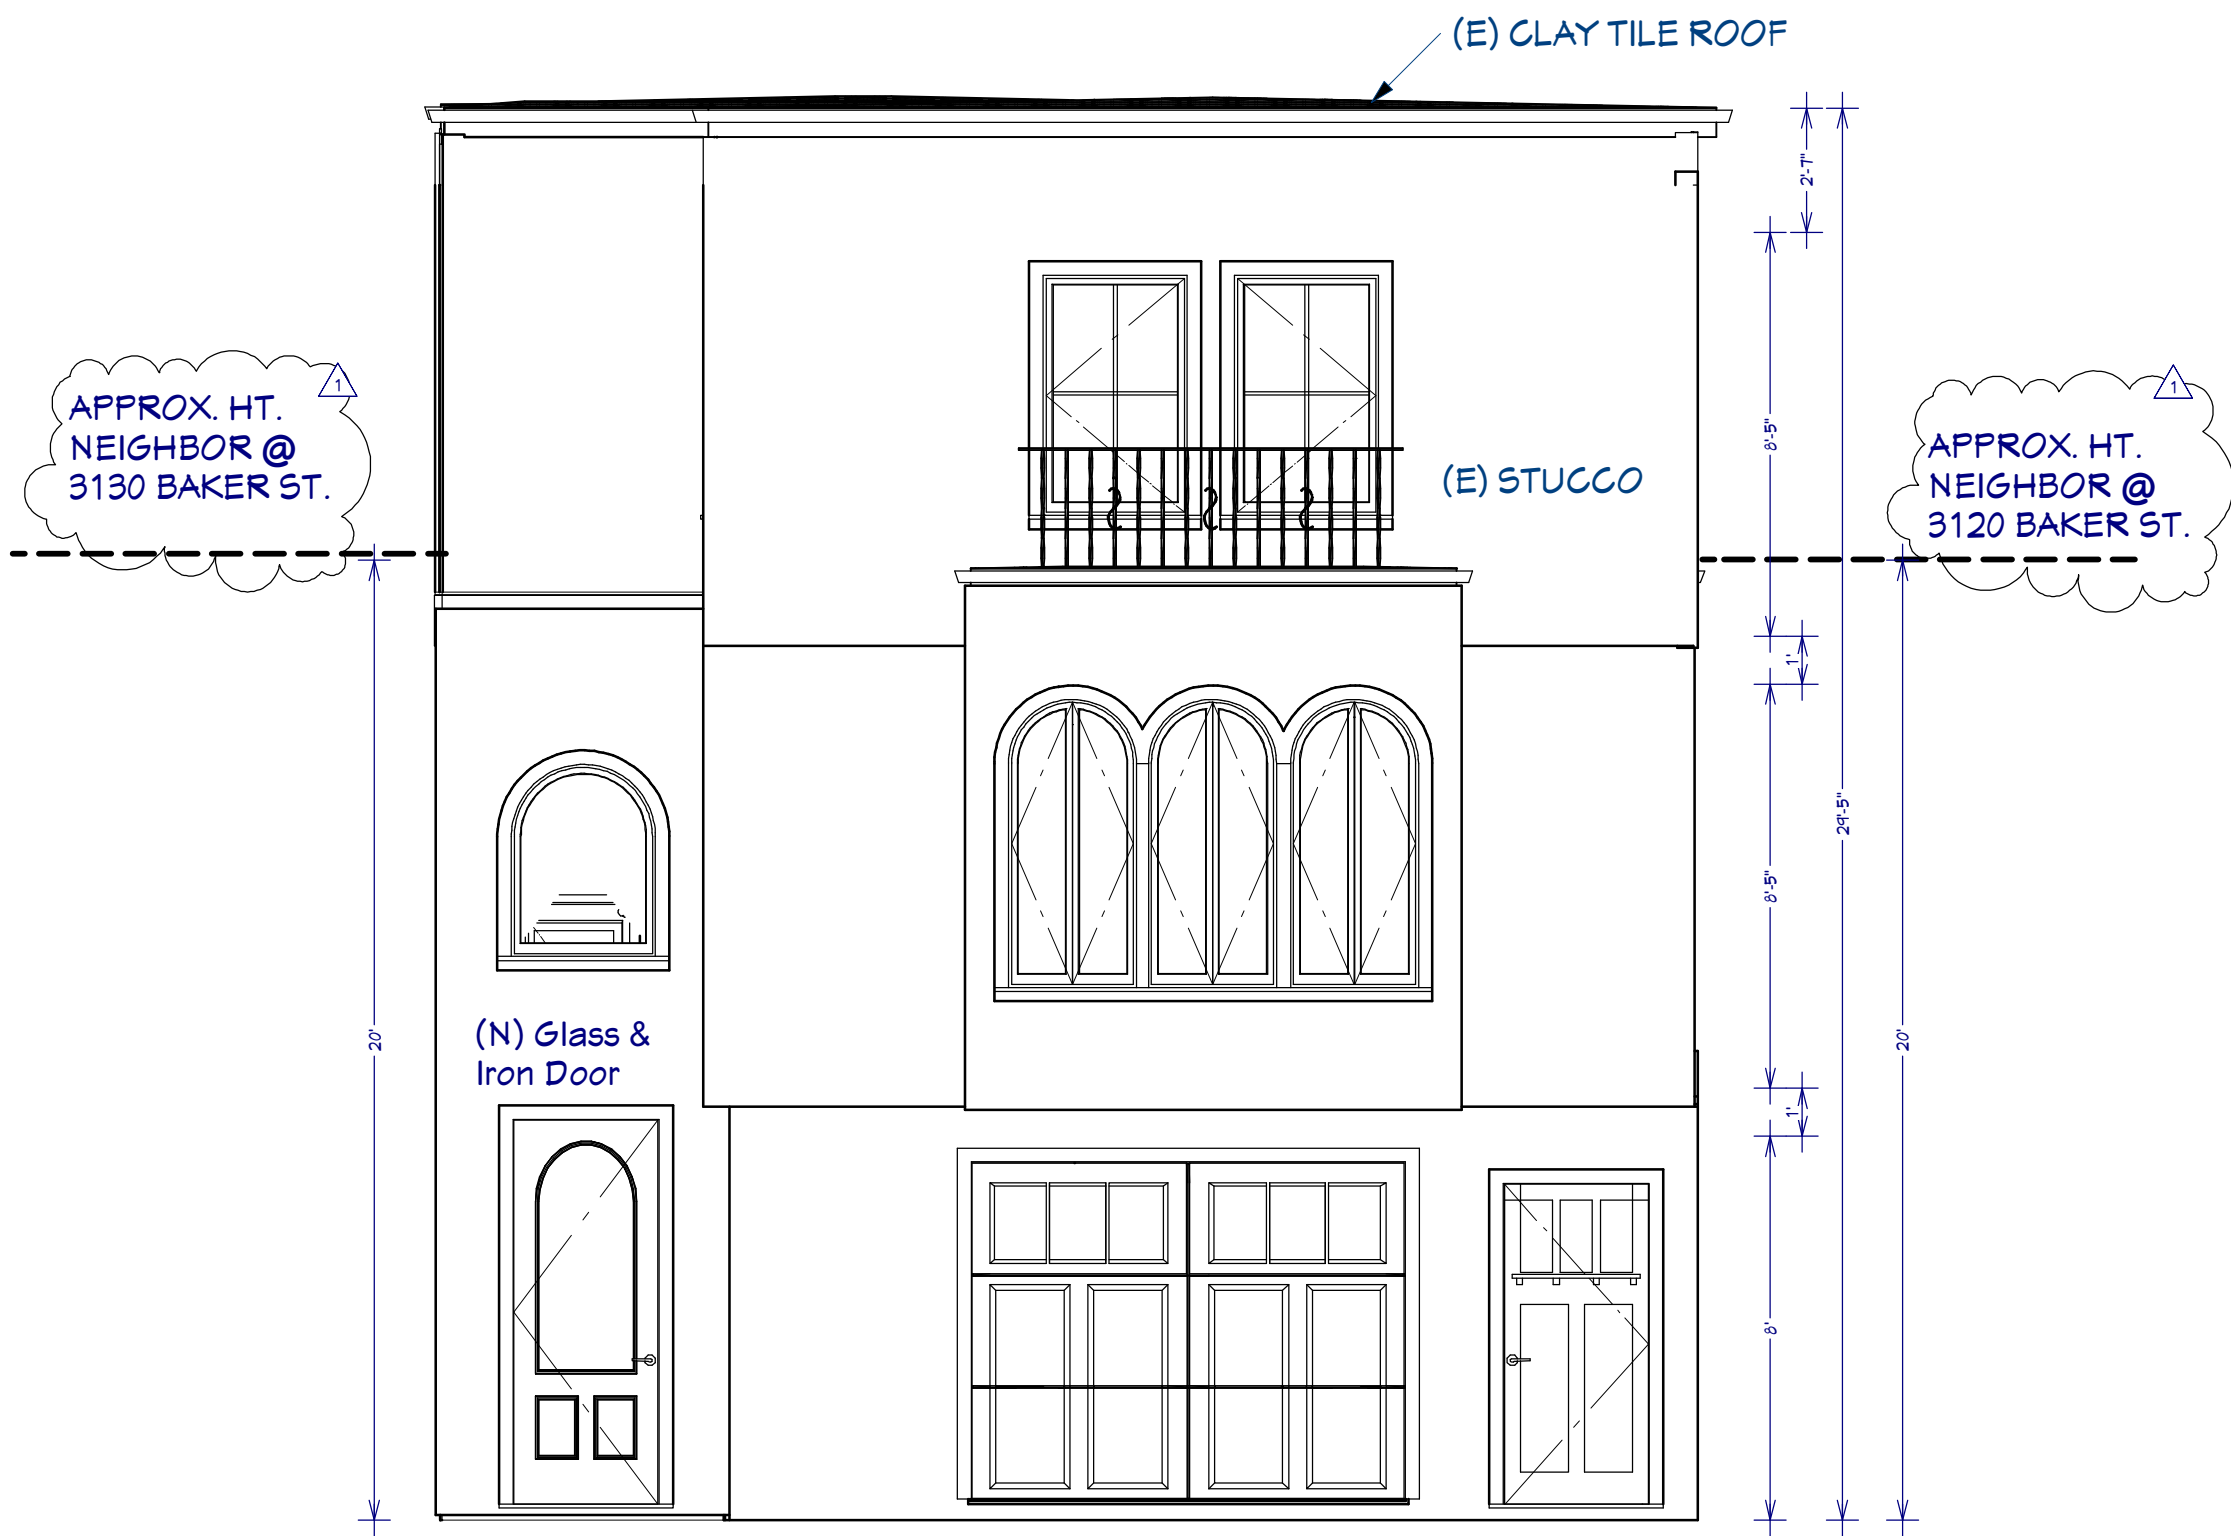 (E) CLAY TILE ROOF
2'-7"
1
APPROX. HT.
NEIGHBOR @
3130 BAKER ST.
1
APPROX. HT.
NEIGHBOR @
3120 BAKER ST.
8'-5"
(E) STUCCO
1'
29'-5"
8'-5"
(N) Glass &
Iron Door
20'
20'
1'
8'